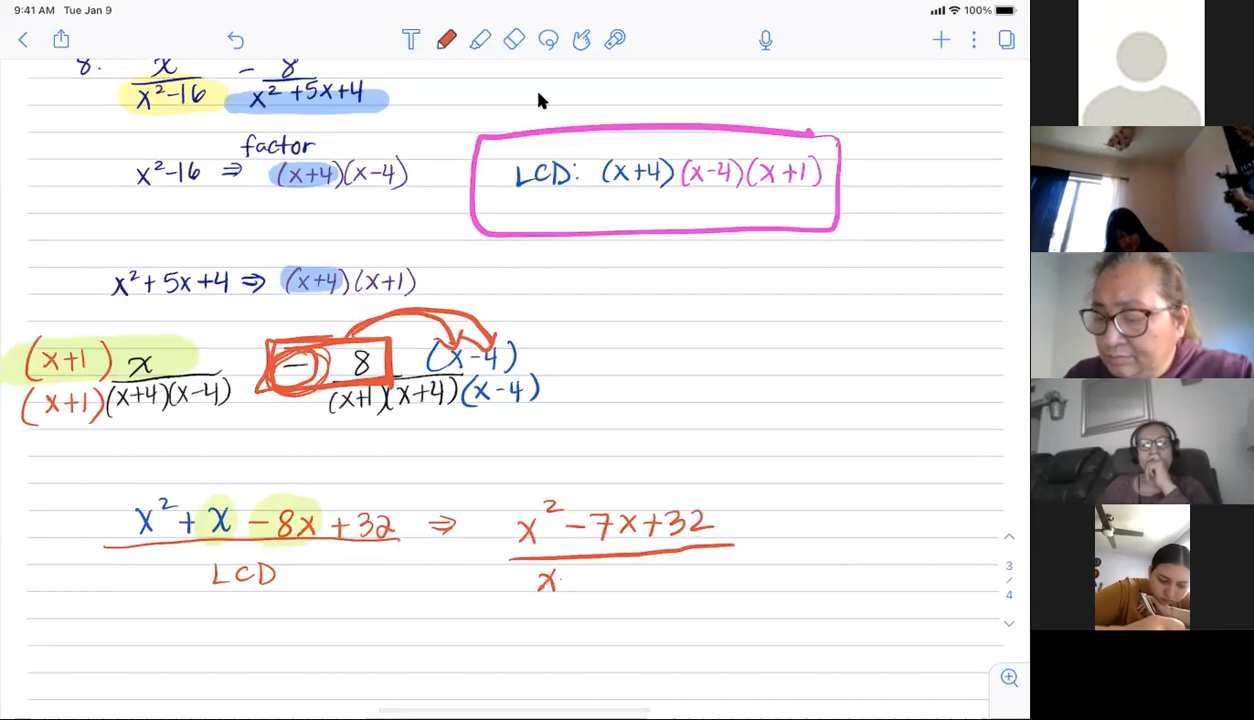 9:41 AM Tue Jan 9
100%
8. x/(x²-16) - 8/(x²+5x+4)
factor
x²-16 ⇒ (x+4)(x-4)
LCD: (x+4)(x-4)(x+1)
x²+5x+4 ⇒ (x+4)(x+1)
(x+1) x - 8 (x-4)
(x+1)(x+4)(x-4) (x+1)(x+4)(x-4)
x²+x-8x+32 ⇒ x²-7x+32
LCD x
3
/
4